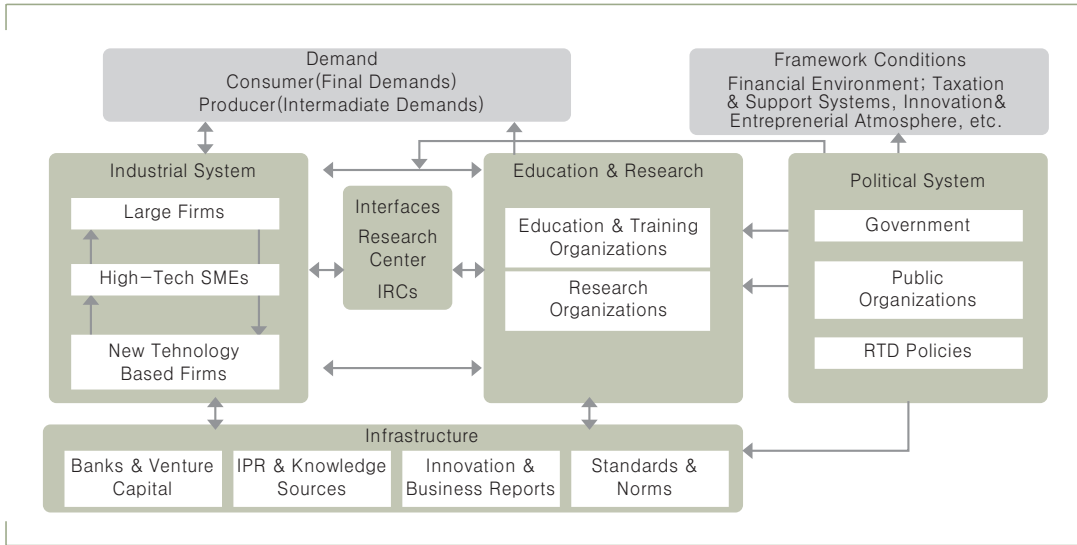 Demand
Consumer(Final Demands)
Producer(Intermadiate Demands)
Framework Conditions
Financial Environment; Taxation
& Support Systems, Innovation&
Entreprenerial Atmosphere, etc.
Industrial System
Large Firms
High-Tech SMEs
New Tehnology
Based Firms
Interfaces
Research
Center
IRCs
Education & Research
Education & Training
Organizations
Research
Organizations
Political System
Government
Public
Organizations
RTD Policies
Infrastructure
Banks & Venture
Capital
IPR & Knowledge
Sources
Innovation &
Business Reports
Standards &
Norms